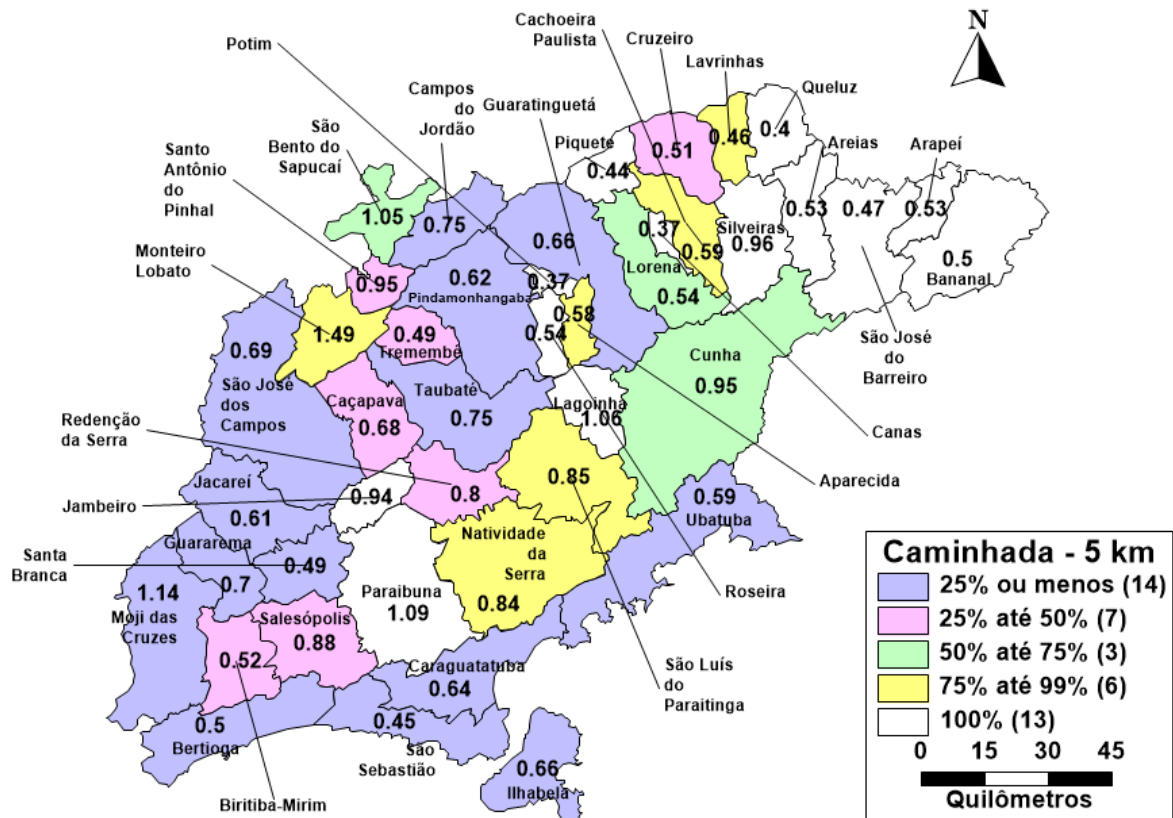 Cachoeira
Paulista
Cruzeiro
Lavrinhas
N
Potim
Campos
do
Jordão
Guaratinguetá
Queluz
São
Bento do
Sapucaí
Piquete
Areias
Arapeí
Santo
Antônio
do
Pinhal
Monteiro
Lobato
0.4
0.46
0.51
0.44
1.05
0.75
0.66
0.37
Silveiras
0.96
0.53
0.47
0.53
0.59
0.5
Bananal
0.95
0.62
Pindamonhangaba
0.37
Lorena
0.54
0.58
0.54
1.49
0.49
Tremembé
0.69
São José
dos
Campos
Taubaté
0.75
Cunha
0.95
São José
do
Barreiro
Caçapava
0.68
Lagoinha
1.06
Redenção
da Serra
Canas
Aparecida
Jacareí
0.61
Jambeiro
0.94
0.8
0.85
0.59
Ubatuba
Guararema
0.7
Santa
Branca
0.49
Natividade
da
Serra
0.84
Paraibuna
1.09
Roseira
1.14
Moji das
Cruzes
Salesópolis
0.88
0.52
Caraguatatuba
0.64
São Luís
do
Paraitinga
0.5
Bertioga
0.45
São
Sebastião
0.66
Ilhabela
Biritiba-Mirim
Caminhada - 5 km
25% ou menos (14)
25% até 50% (7)
50% até 75% (3)
75% até 99% (6)
100% (13)
0 15 30 45
Quilômetros